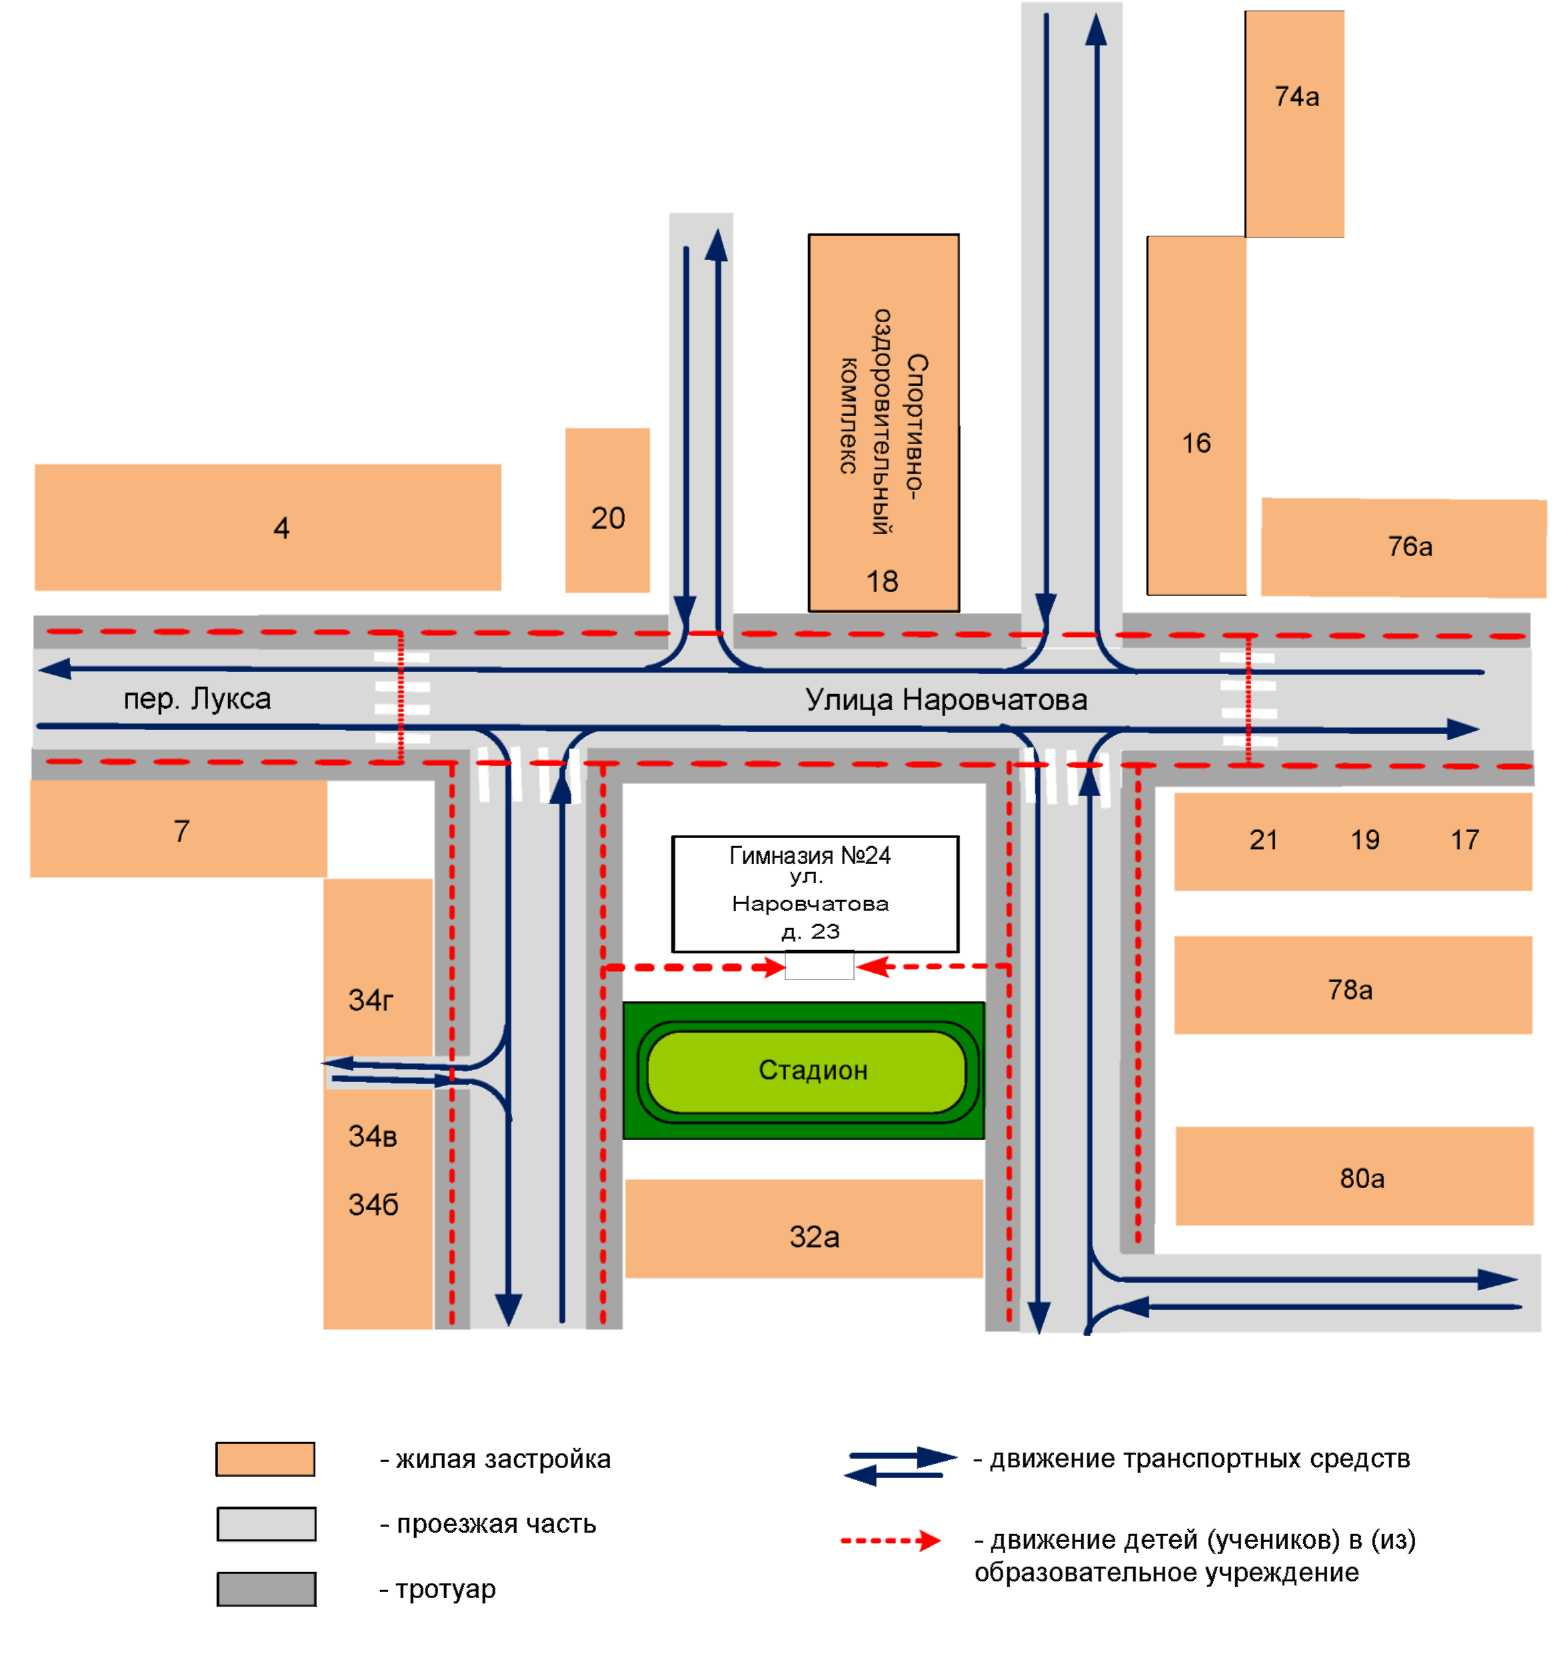 74а
Спортивно-
оздоровительный
комплекс
18
16
4
20
76а
пер. Лукса
Улица Наровчатова
7
Гимназия №24
ул.
Наровчатова
д. 23
21 19 17
34г
78а
Стадион
34в
34б
80а
32а
- жилая застройка
- проезжая часть
- тротуар
- движение транспортных средств
- движение детей (учеников) в (из)
образовательное учреждение